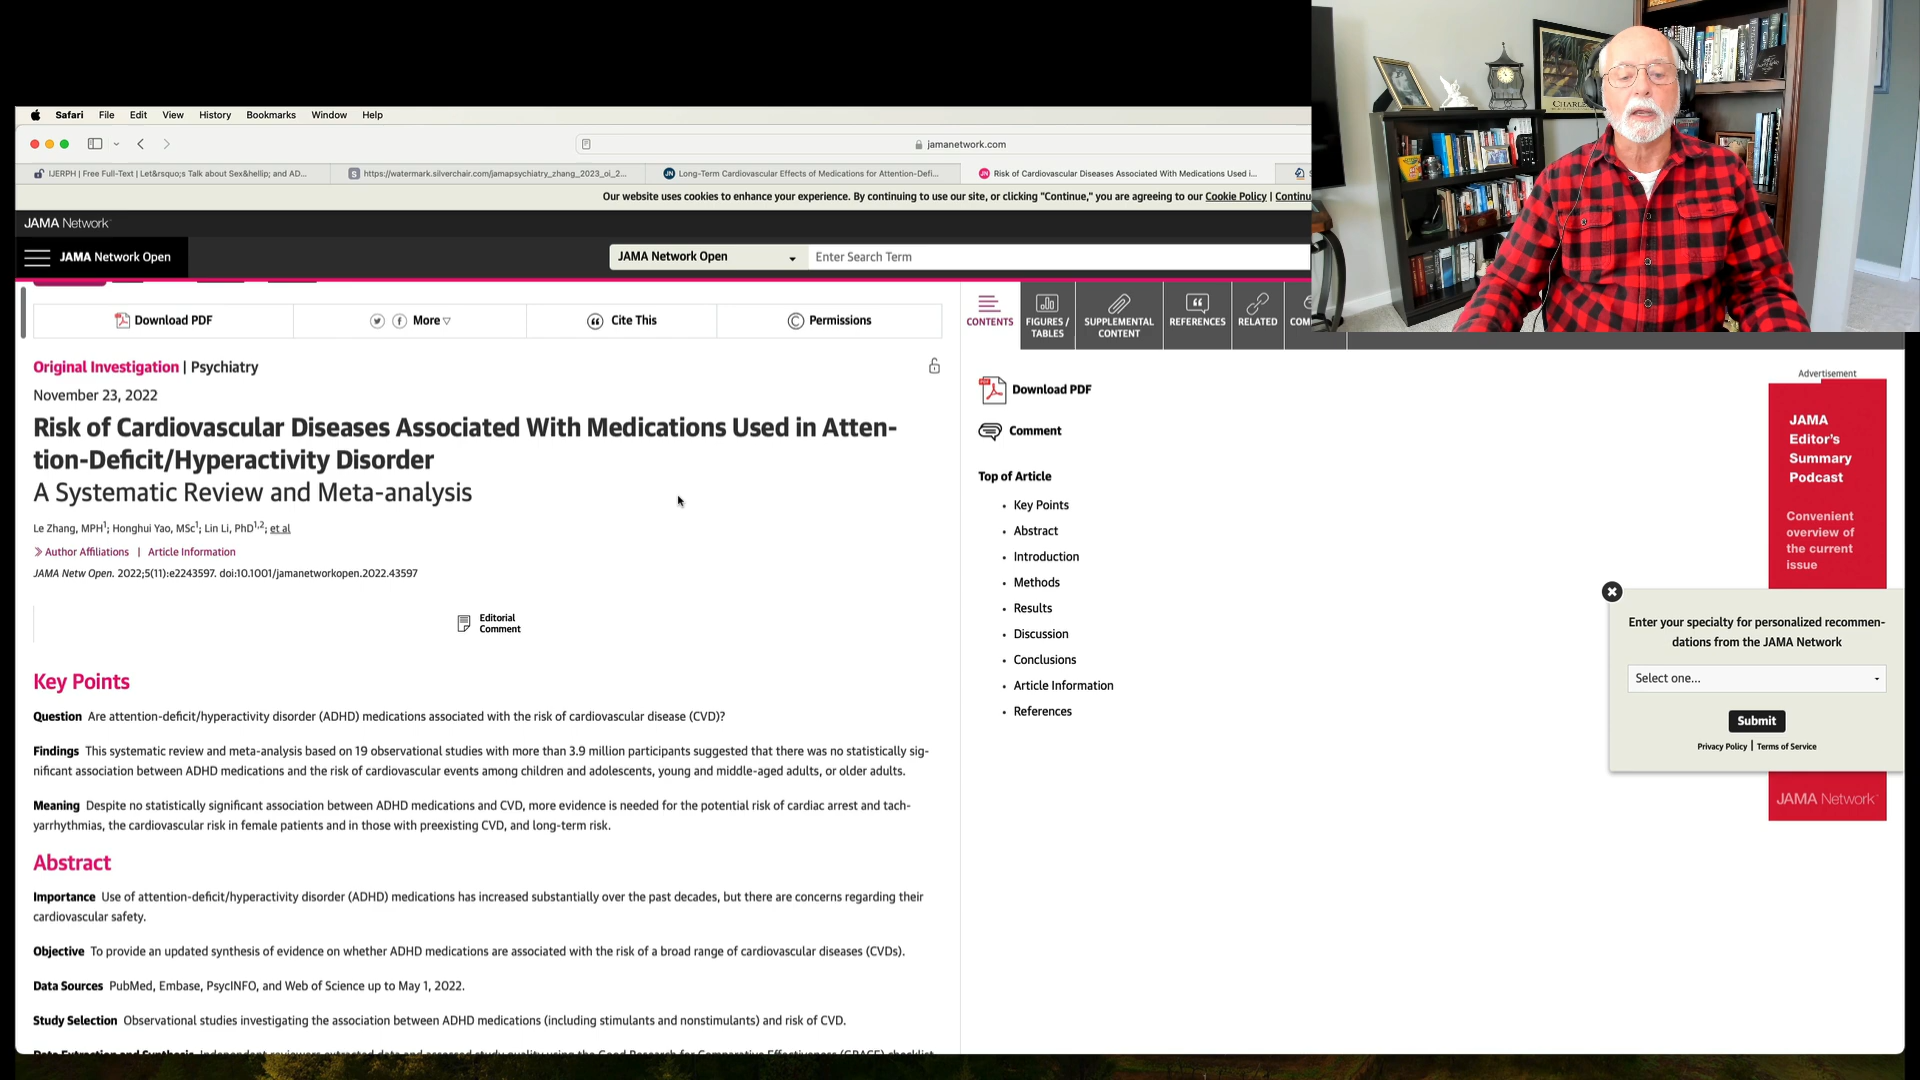 Safari File Edit View History Bookmarks Window Help
jamanetwork.com
IJERPH | Free Full-Text | Let&rsquo;s Talk about Sex&hellip; and AD...
https://watermark.silverchair.com/jamapsychiatry_zhang_2023_oi_2...
Long-Term Cardiovascular Effects of Medications for Attention-Defi...
Risk of Cardiovascular Diseases Associated With Medications Used i...
Our website uses cookies to enhance your experience. By continuing to use our site, or clicking "Continue," you are agreeing to our Cookie Policy | Continu
JAMA Network
JAMA Network Open
JAMA Network Open
Enter Search Term
Download PDF
More
Cite This
Permissions
Original Investigation | Psychiatry
November 23, 2022
Risk of Cardiovascular Diseases Associated With Medications Used in Atten-
tion-Deficit/Hyperactivity Disorder
A Systematic Review and Meta-analysis
Le Zhang, MPH1; Honghui Yao, MSc1; Lin Li, PhD1,2; et al
Author Affiliations | Article Information
JAMA Netw Open. 2022;5(11):e2243597. doi:10.1001/jamanetworkopen.2022.43597
Editorial
Comment
Key Points
Question Are attention-deficit/hyperactivity disorder (ADHD) medications associated with the risk of cardiovascular disease (CVD)?
Findings This systematic review and meta-analysis based on 19 observational studies with more than 3.9 million participants suggested that there was no statistically sig-
nificant association between ADHD medications and the risk of cardiovascular events among children and adolescents, young and middle-aged adults, or older adults.
Meaning Despite no statistically significant association between ADHD medications and CVD, more evidence is needed for the potential risk of cardiac arrest and tach-
yarrhythmias, the cardiovascular risk in female patients and in those with preexisting CVD, and long-term risk.
Abstract
Importance Use of attention-deficit/hyperactivity disorder (ADHD) medications has increased substantially over the past decades, but there are concerns regarding their
cardiovascular safety.
Objective To provide an updated synthesis of evidence on whether ADHD medications are associated with the risk of a broad range of cardiovascular diseases (CVDs).
Data Sources PubMed, Embase, PsycINFO, and Web of Science up to May 1, 2022.
Study Selection Observational studies investigating the association between ADHD medications (including stimulants and nonstimulants) and risk of CVD.
CONTENTS
FIGURES /
TABLES
SUPPLEMENTAL
CONTENT
REFERENCES
RELATED
COM
Download PDF
Comment
Top of Article
Key Points
Abstract
Introduction
Methods
Results
Discussion
Conclusions
Article Information
References
Advertisement
JAMA
Editor's
Summary
Podcast
Convenient
overview of
the current
issue
Enter your specialty for personalized recommen-
dations from the JAMA Network
Select one...
Submit
Privacy Policy | Terms of Service
JAMA Network
CHARLE